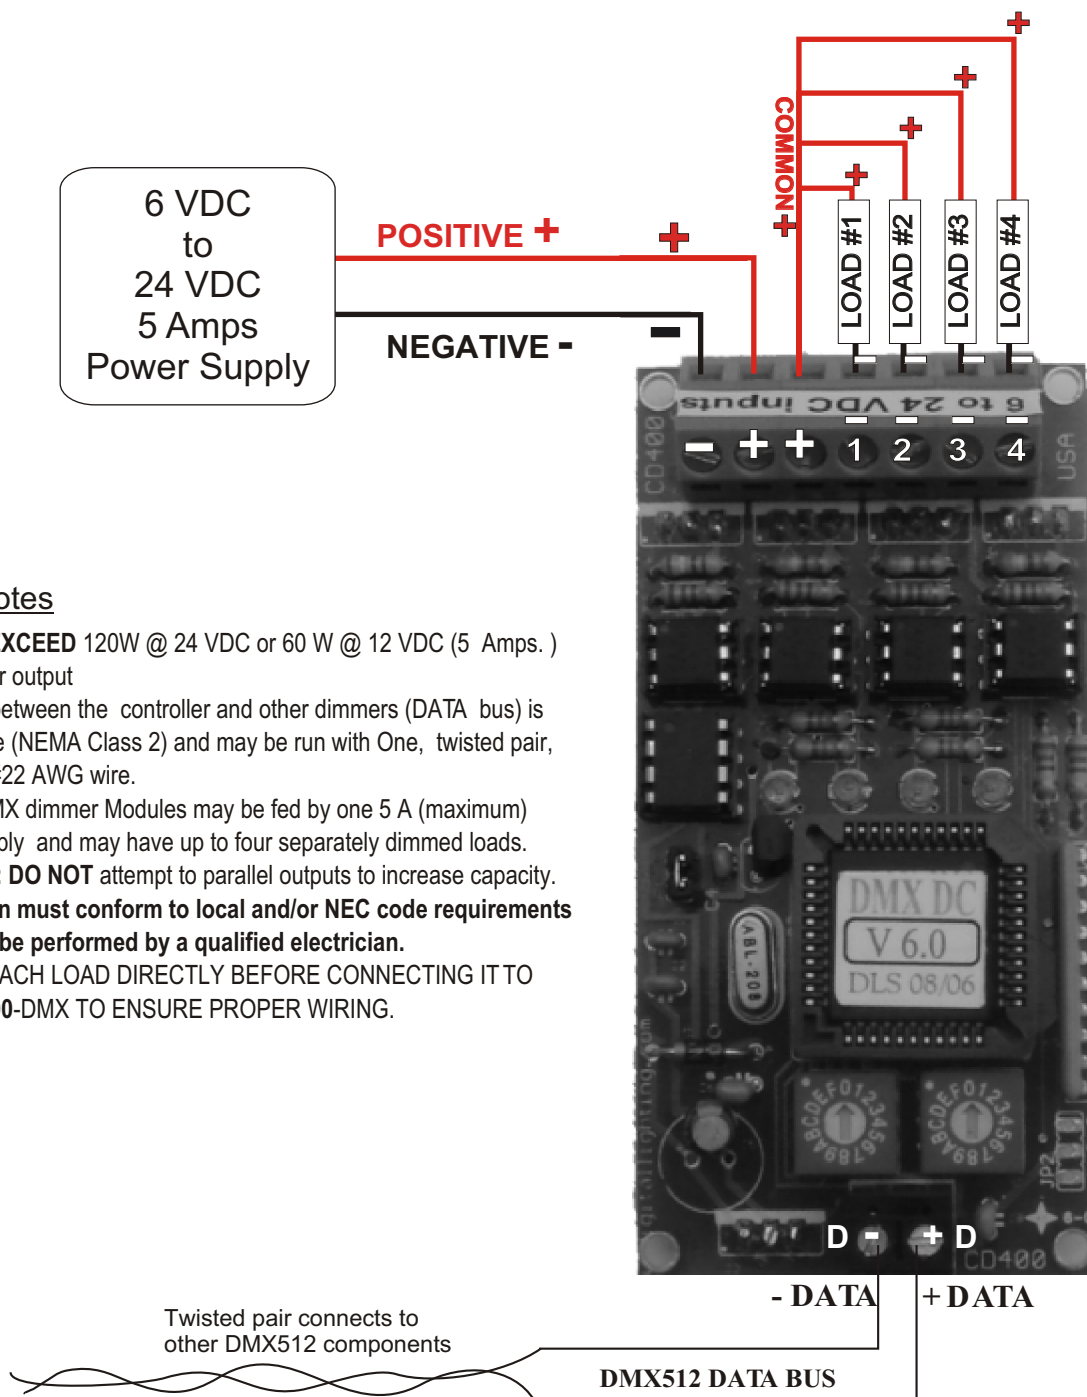 +
+
+
+
COMMON
+
6 VDC
to
24 VDC
5 Amps
Power Supply
POSITIVE +
+
NEGATIVE -
-
LOAD #1
LOAD #2
LOAD #3
LOAD #4
6 to 24 VDC inputs
- + + 1 2 3 4
CD400
USA
otes
EXCEED 120W @ 24 VDC or 60 W @ 12 VDC (5 Amps. )
r output
between the controller and other dimmers (DATA bus) is
e (NEMA Class 2) and may be run with One, twisted pair,
#22 AWG wire.
MX dimmer Modules may be fed by one 5 A (maximum)
ply and may have up to four separately dimmed loads.
: DO NOT attempt to parallel outputs to increase capacity.
n must conform to local and/or NEC code requirements
be performed by a qualified electrician.
ACH LOAD DIRECTLY BEFORE CONNECTING IT TO
00-DMX TO ENSURE PROPER WIRING.
DMX DC
V 6.0
DLS 08/06
ABL-208
0123456789ABCDEF
0123456789ABCDEF
JP2
D - + D
CD400
- DATA
+ DATA
Twisted pair connects to
other DMX512 components
DMX512 DATA BUS